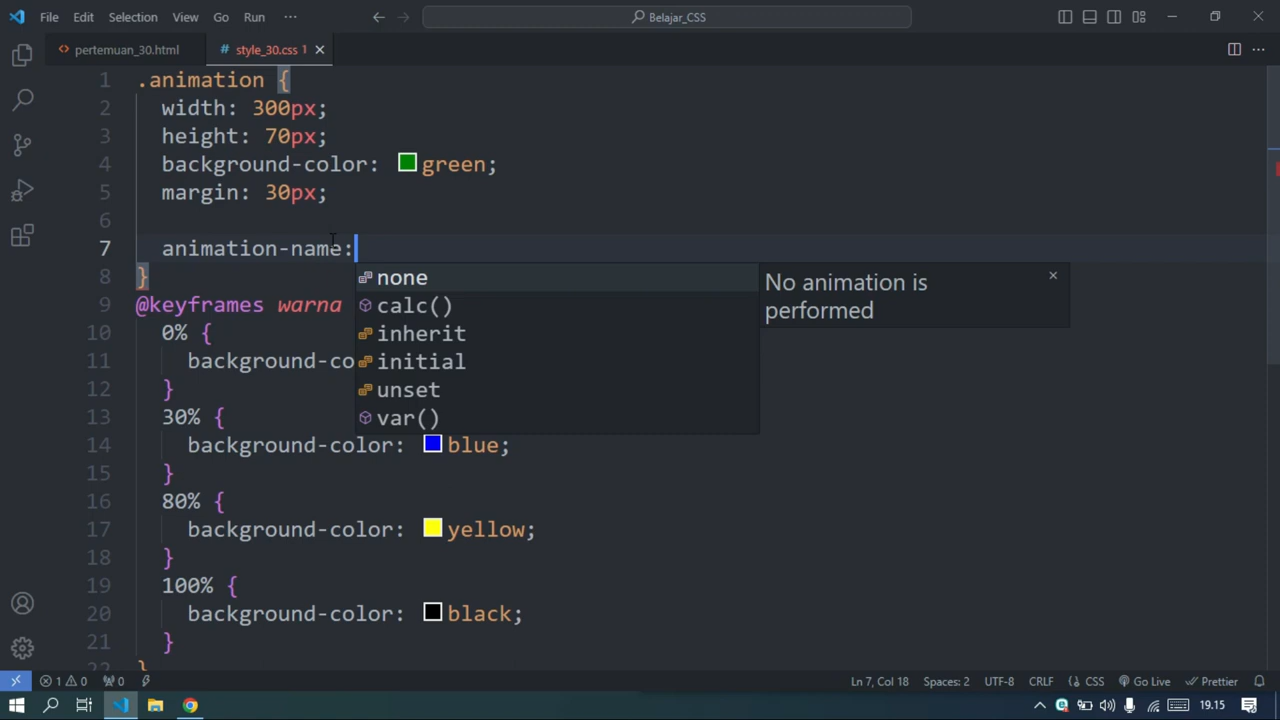 File Edit Selection View Go Run ··· Belajar_CSS
pertemuan_30.html style_30.css 1
1 .animation {
2 width: 300px;
3 height: 70px;
4 background-color: green;
5 margin: 30px;
6
7 animation-name:
8 }
none
No animation is
performed
calc()
inherit
initial
unset
var()
9 @keyframes warna
10 0% {
11 background-co
12 }
13 30% {
14 background-color: blue;
15 }
16 80% {
17 background-color: yellow;
18 }
19 100% {
20 background-color: black;
21 }
22 }
1 0 0 Ln 7, Col 18 Spaces: 2 UTF-8 CRLF CSS Go Live Prettier
19.15